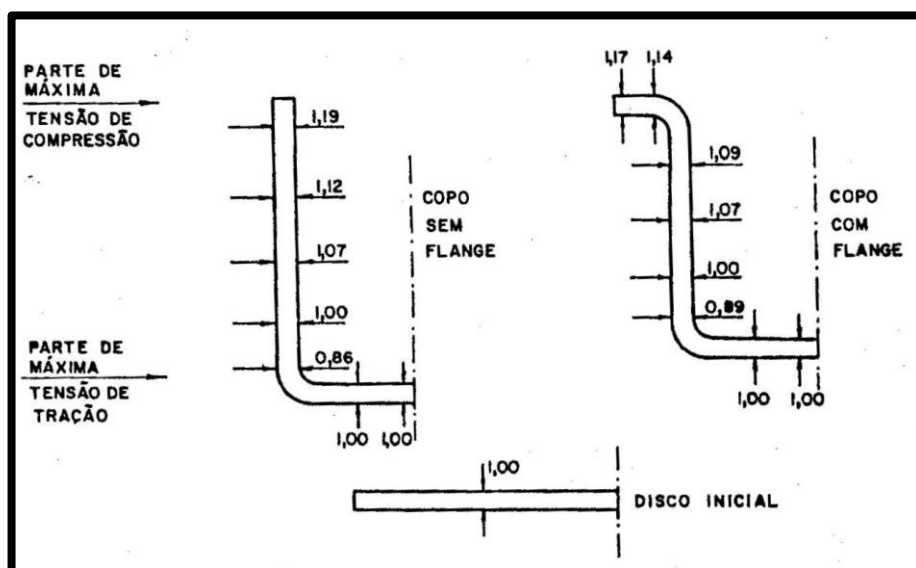 PARTE DE
MÁXIMA
TENSÃO DE
COMPRESSÃO
1,19
1,12
1,07
1,00
0,86
1,00
1,00
COPO
SEM
FLANGE
PARTE DE
MÁXIMA
TENSÃO DE
TRAÇÃO
1,17
1,14
1,09
1,07
1,00
0,89
1,00
1,00
COPO
COM
FLANGE
1,00
DISCO INICIAL